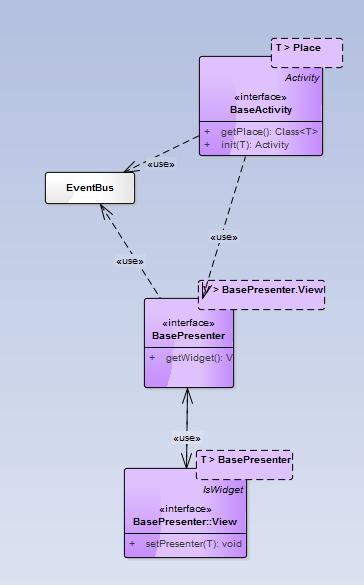 T > Place
Activity
«interface»
BaseActivity
+ getPlace(): Class<T>
+ init(T): Activity
«use»
EventBus
«use»
«use»
T > BasePresenter.View
«interface»
BasePresenter
+ getWidget(): V
«use»
T > BasePresenter
IsWidget
«interface»
BasePresenter::View
+ setPresenter(T): void